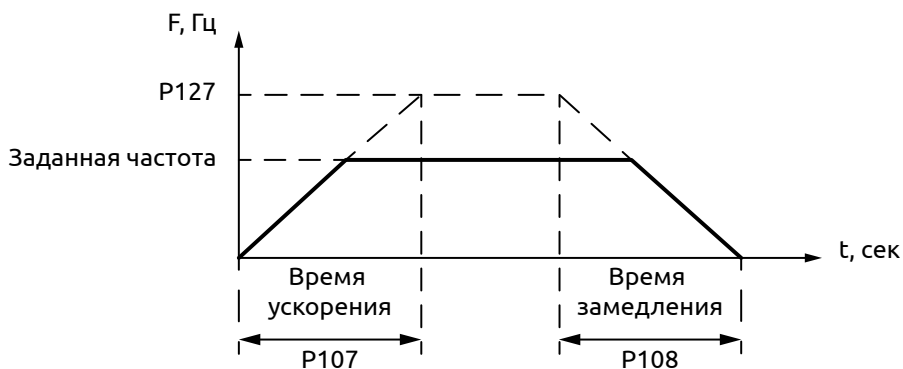 F, Гц
P127
Заданная частота
t, сек
Время
ускорения
Время
замедления
P107
P108